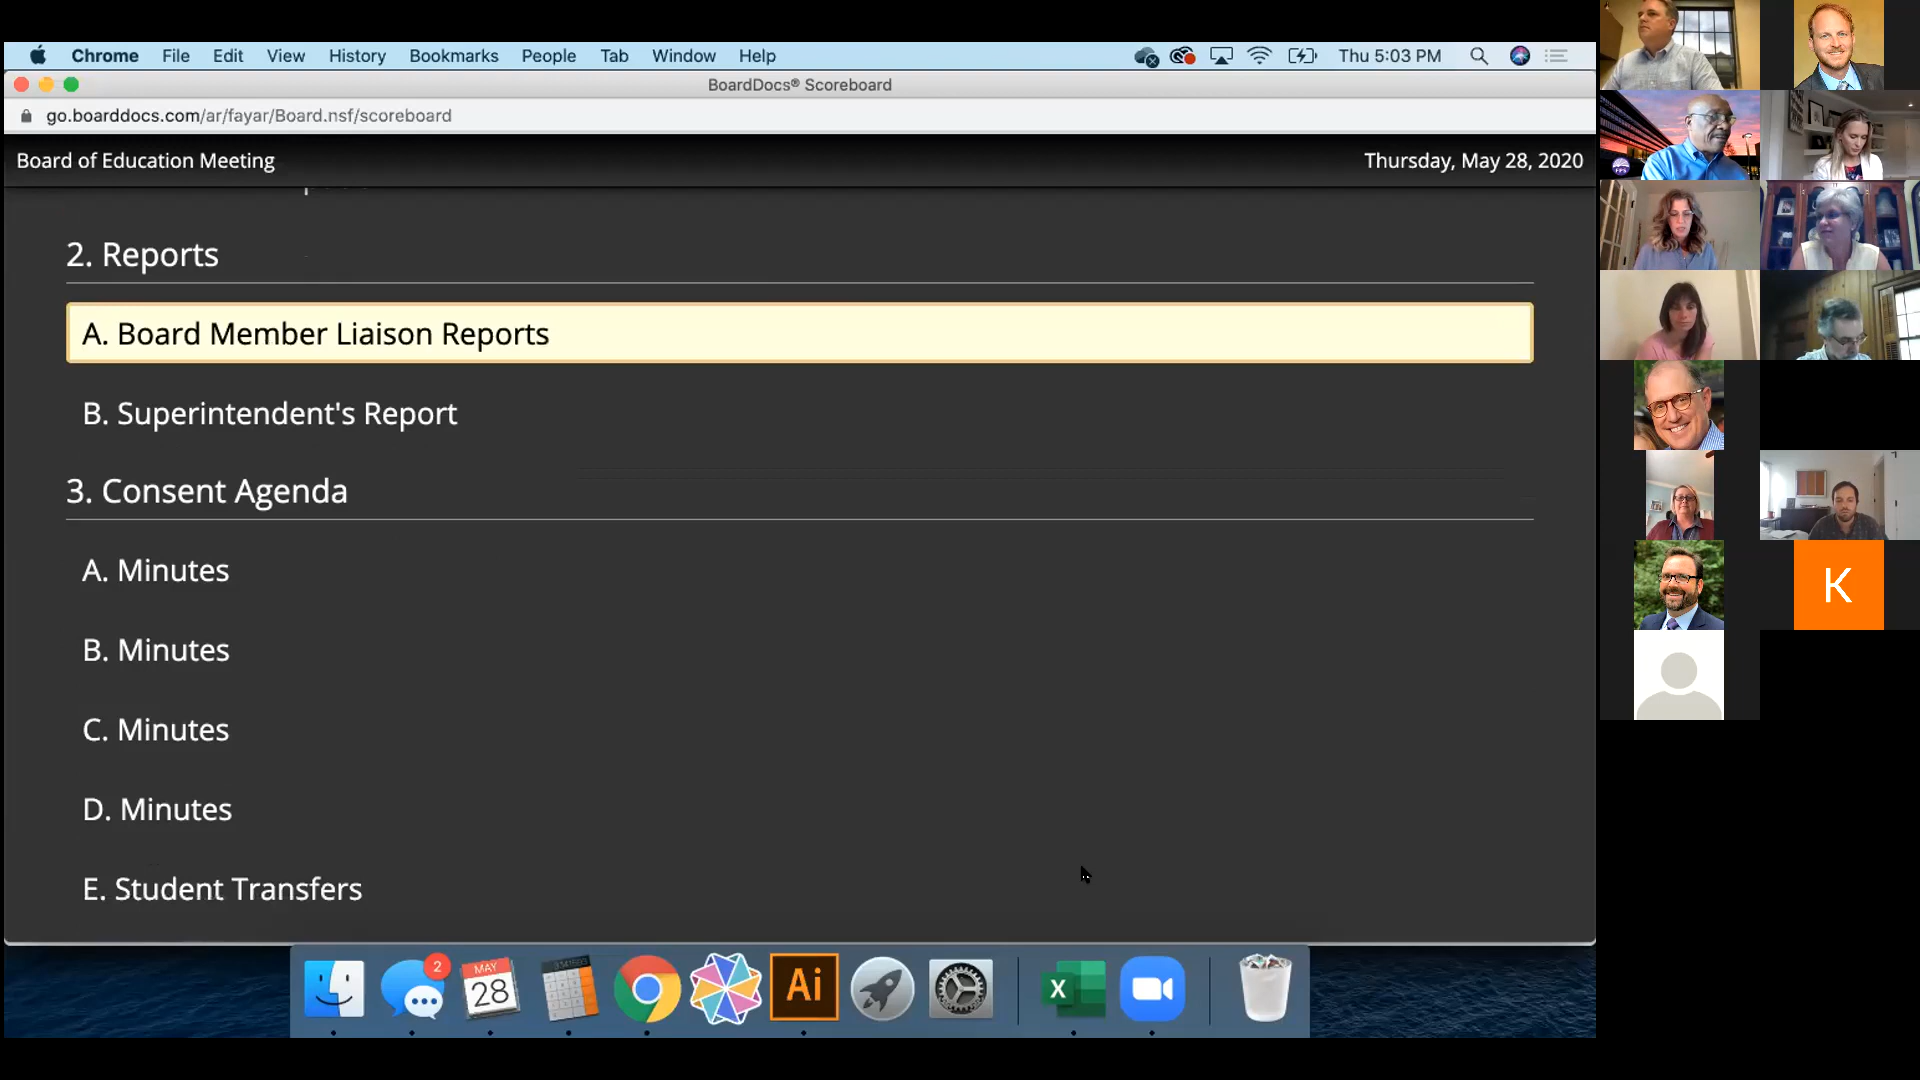 Chrome File Edit View History Bookmarks People Tab Window Help Thu 5:03 PM
BoardDocs® Scoreboard
go.boarddocs.com/ar/fayar/Board.nsf/scoreboard
Board of Education Meeting Thursday, May 28, 2020
2. Reports
A. Board Member Liaison Reports
B. Superintendent's Report
3. Consent Agenda
A. Minutes
B. Minutes
C. Minutes
D. Minutes
E. Student Transfers
K
2
MAY
28
Ai
X
FPS